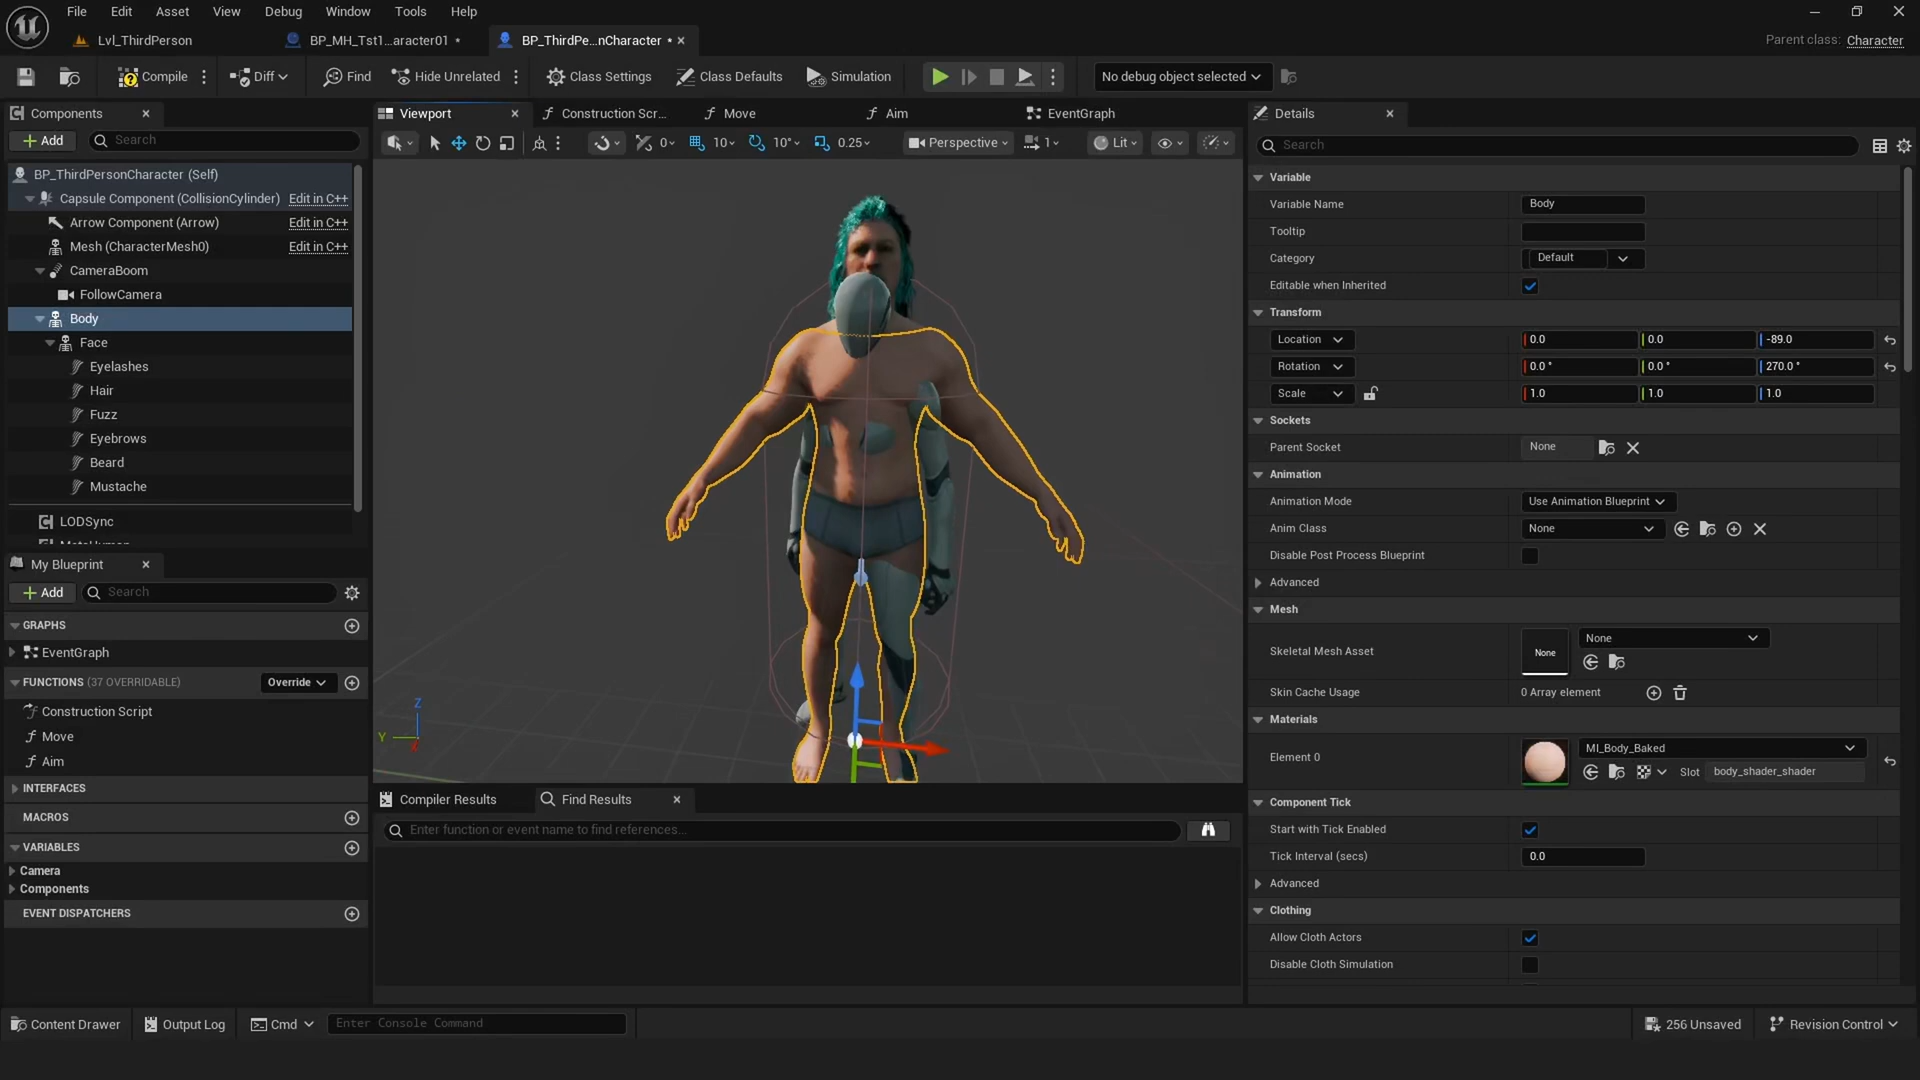 File Edit Asset View Debug Window Tools Help
Lvl_ThirdPerson
BP_MH_Tst1...aracter01 •
BP_ThirdPe...nCharacter •
Parent class: Character
Compile
Diff
Find
Hide Unrelated
Class Settings
Class Defaults
Simulation
No debug object selected
Components
Add
Search
BP_ThirdPersonCharacter (Self)
Capsule Component (CollisionCylinder) Edit in C++
Arrow Component (Arrow) Edit in C++
Mesh (CharacterMesh0) Edit in C++
CameraBoom
FollowCamera
Body
Face
Eyelashes
Hair
Fuzz
Eyebrows
Beard
Mustache
LODSync
My Blueprint
Add
Search
GRAPHS
EventGraph
FUNCTIONS (37 OVERRIDABLE) Override
Construction Script
Move
Aim
INTERFACES
MACROS
VARIABLES
Camera
Components
EVENT DISPATCHERS
Viewport
Construction Scr...
Move
Aim
EventGraph
0
10
10°
0.25
Perspective
1
Lit
Z
Y
X
Compiler Results
Find Results
Enter function or event name to find references...
Details
Search
Variable
Variable Name Body
Tooltip
Category Default
Editable when Inherited
Transform
Location 0.0 0.0 -89.0
Rotation 0.0 ° 0.0 ° 270.0 °
Scale 1.0 1.0 1.0
Sockets
Parent Socket None
Animation
Animation Mode Use Animation Blueprint
Anim Class None
Disable Post Process Blueprint
Advanced
Mesh
Skeletal Mesh Asset None None
Skin Cache Usage 0 Array element
Materials
Element 0 MI_Body_Baked
Slot body_shader_shader
Component Tick
Start with Tick Enabled
Tick Interval (secs) 0.0
Advanced
Clothing
Allow Cloth Actors
Disable Cloth Simulation
Content Drawer
Output Log
Cmd
Enter Console Command
256 Unsaved
Revision Control